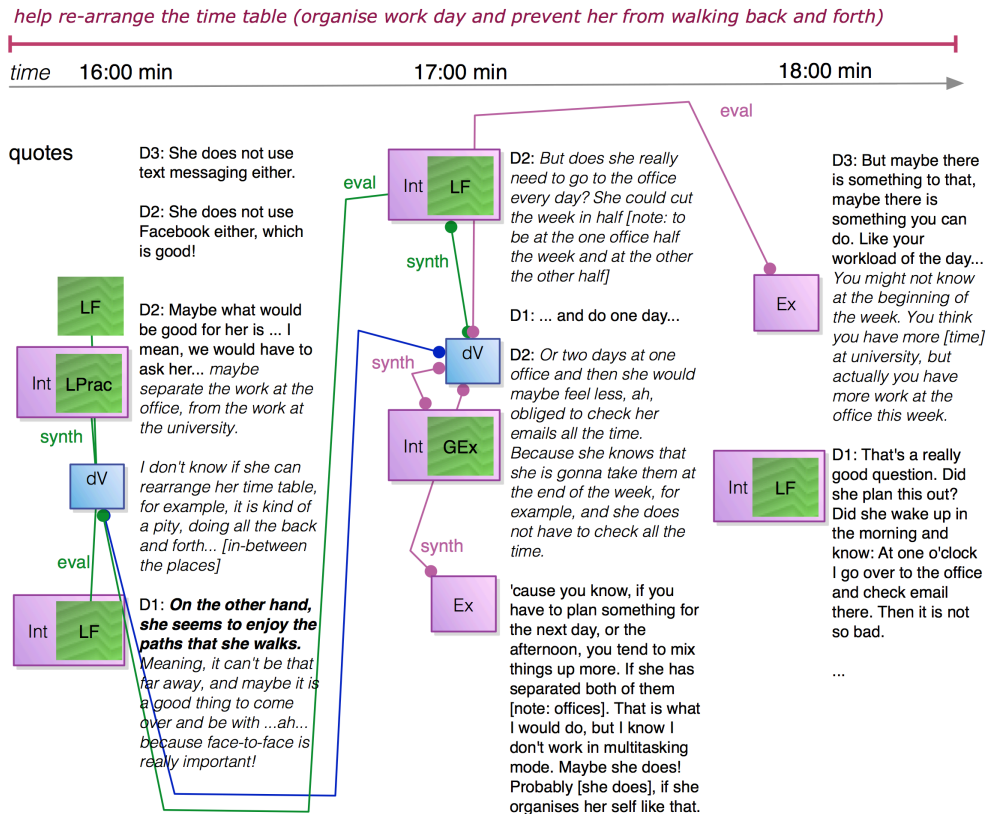 help re-arrange the time table (organise work day and prevent her from walking back and forth)
time
16:00 min
17:00 min
18:00 min
quotes
D3: She does not use
text messaging either.
D2: She does not use
Facebook either, which
is good!
LF
D2: Maybe what would
be good for her is ... I
mean, we would have to
ask her... maybe
separate the work at the
office, from the work at
the university.
Int
LPrac
synth
dV
I don't know if she can
rearrange her time table,
for example, it is kind of
a pity, doing all the back
and forth... [in-between
the places]
eval
Int
LF
D1: On the other hand,
she seems to enjoy the
paths that she walks.
Meaning, it can't be that
far away, and maybe it is
a good thing to come
over and be with ...ah...
because face-to-face is
really important!
eval
Int
LF
synth
D2: But does she really
need to go to the office
every day? She could cut
the week in half [note: to
be at the one office half
the week and at the other
the other half]
D1: ... and do one day...
dV
synth
D2: Or two days at one
office and then she would
maybe feel less, ah,
obliged to check her
emails all the time.
Because she knows that
she is gonna take them at
the end of the week, for
example, and she does
not have to check all the
time.
Int
GEx
synth
Ex
'cause you know, if you
have to plan something for
the next day, or the
afternoon, you tend to mix
things up more. If she has
separated both of them
[note: offices]. That is what
I would do, but I know I
don't work in multitasking
mode. Maybe she does!
Probably [she does], if she
organises her self like that.
eval
Ex
D3: But maybe there
is something to that,
maybe there is
something you can
do. Like your
workload of the day...
You might not know
at the beginning of
the week. You think
you have more [time]
at university, but
actually you have
more work at the
office this week.
Int
LF
D1: That's a really
good question. Did
she plan this out?
Did she wake up in
the morning and
know: At one o'clock
I go over to the office
and check email
there. Then it is not
so bad.
...